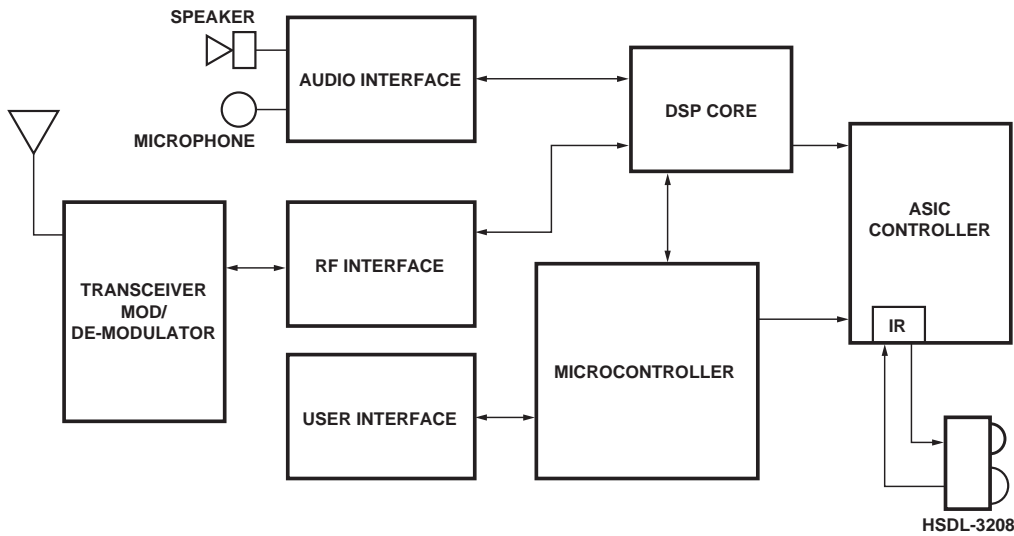 SPEAKER
AUDIO INTERFACE
MICROPHONE
DSP CORE
ASIC
CONTROLLER
RF INTERFACE
TRANSCEIVER
MOD/
DE-MODULATOR
IR
MICROCONTROLLER
USER INTERFACE
HSDL-3208